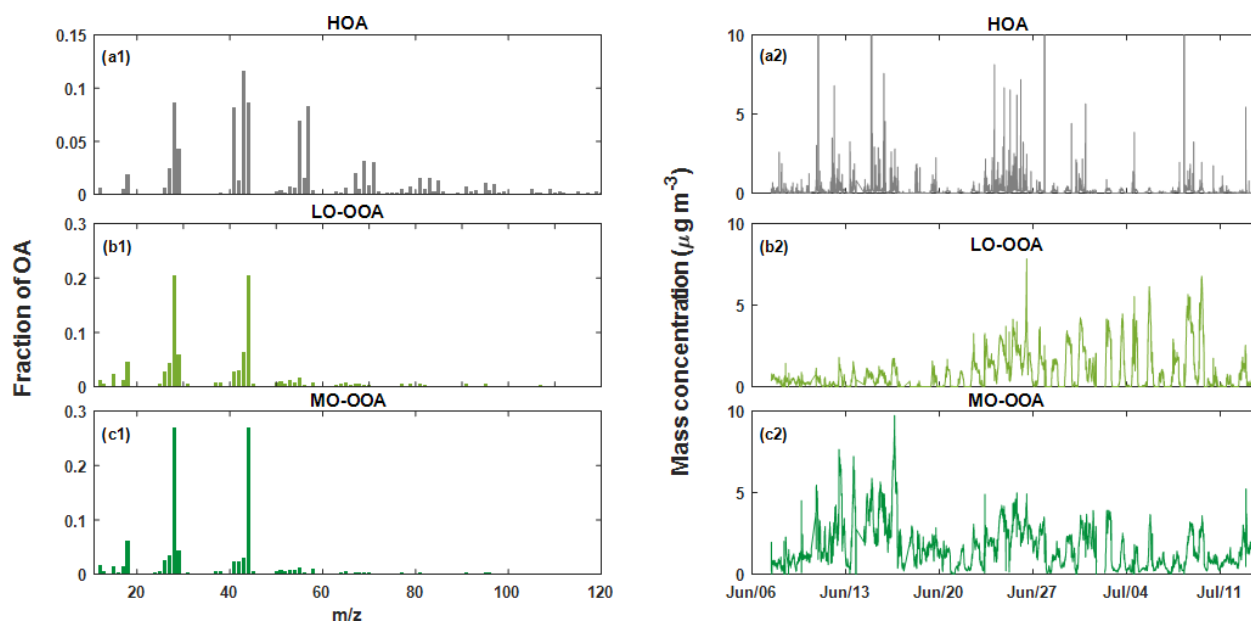 HOA
0.15
(a1)
0.1
0.05
0
LO-OOA
0.3
(b1)
0.2
0.1
0
MO-OOA
0.3
(c1)
0.2
0.1
0
20 40 60 80 100 120
m/z
Fraction of OA
HOA
10
(a2)
5
0
LO-OOA
10
(b2)
5
0
MO-OOA
10
(c2)
5
0
Jun/06 Jun/13 Jun/20 Jun/27 Jul/04 Jul/11
Mass concentration (μg m⁻³)